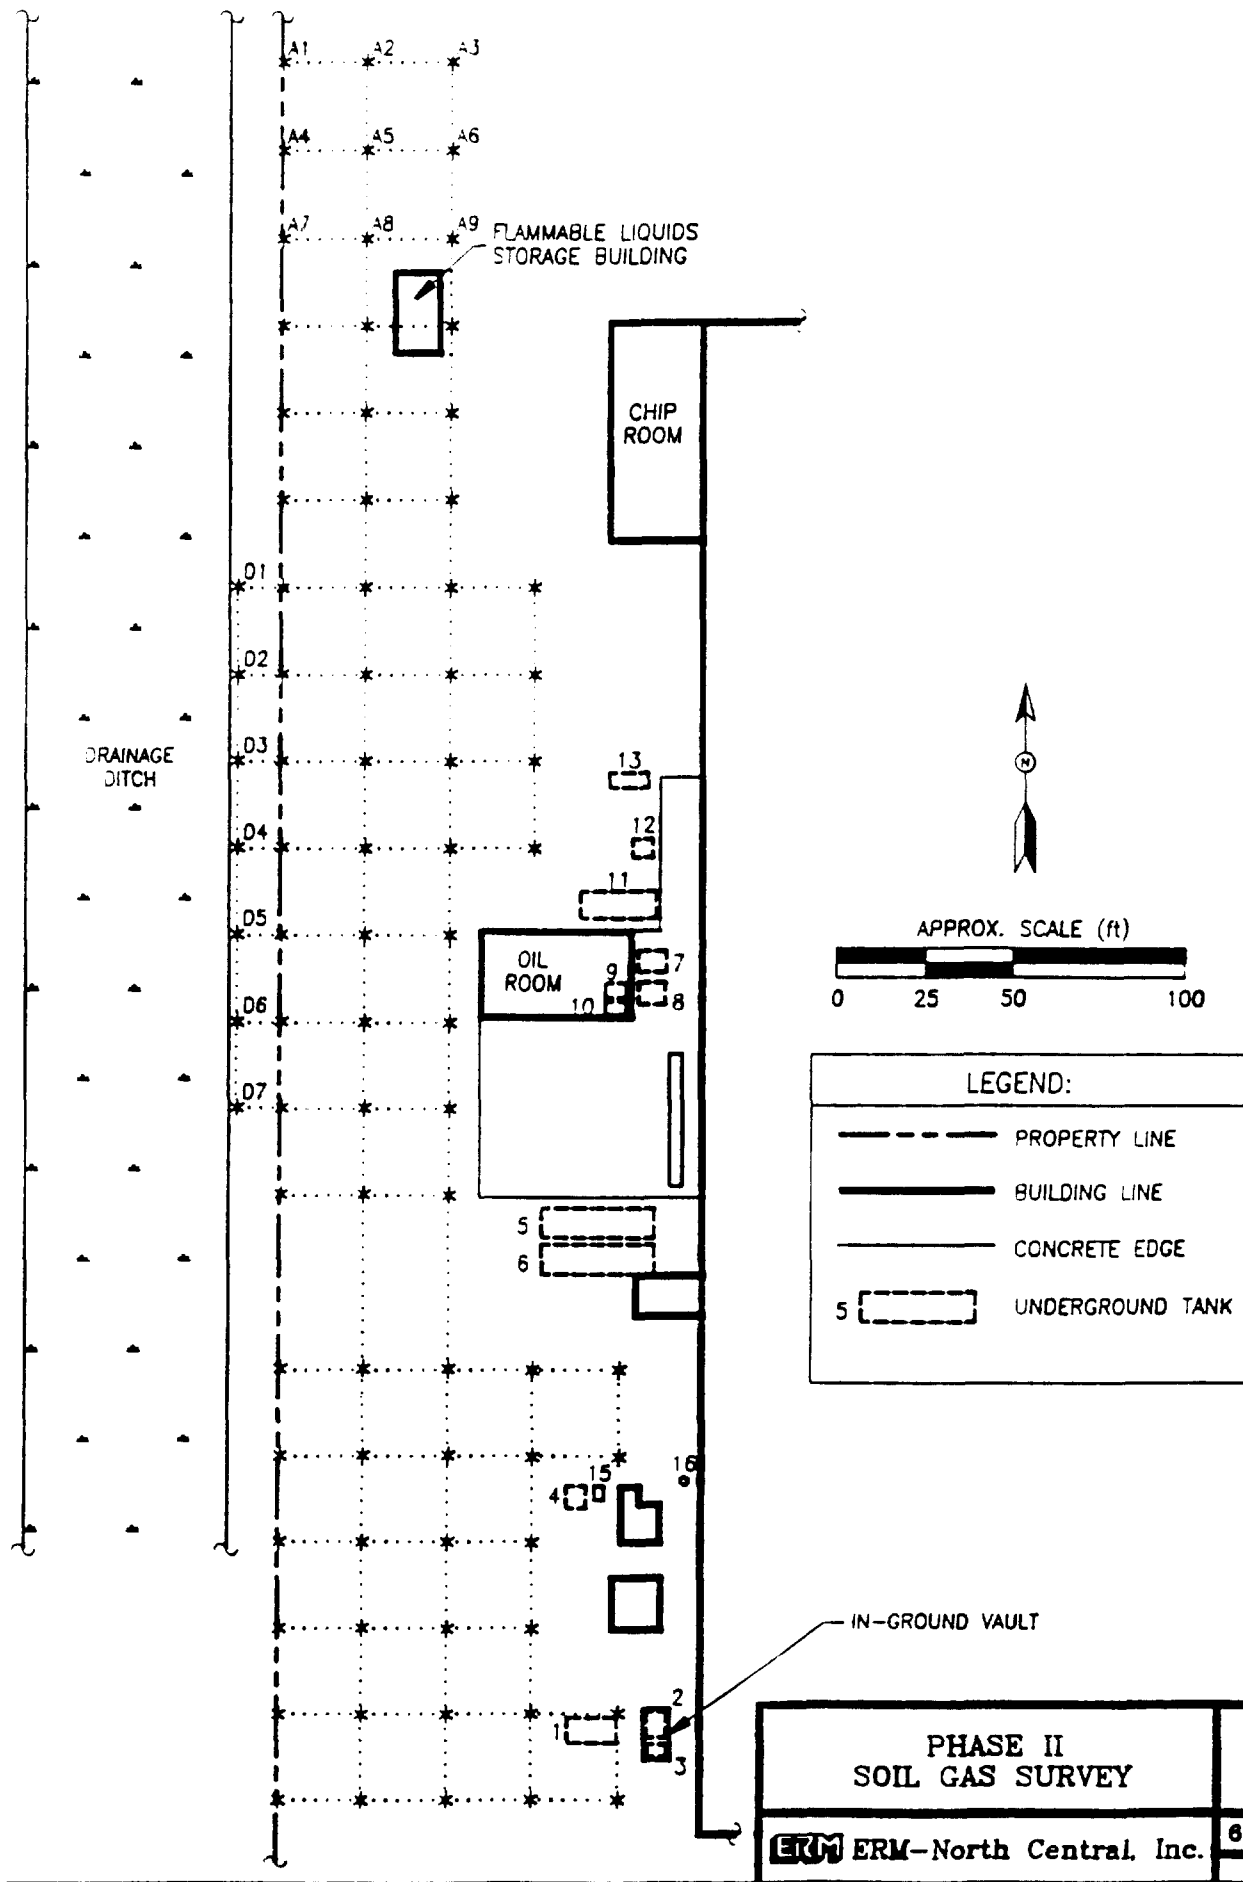 A1 A2 A3
A4 A5 A6
A7 A8 A9
FLAMMABLE LIQUIDS
STORAGE BUILDING
CHIP
ROOM
D1
D2
D3
DRAINAGE
DITCH
13
D4
12
11
D5
OIL
ROOM
9
7
10
8
D6
D7
N
APPROX. SCALE (ft)
0 25 50 100
LEGEND:
PROPERTY LINE
BUILDING LINE
CONCRETE EDGE
5 UNDERGROUND TANK
5
6
16
15
4
IN-GROUND VAULT
2
1
3
PHASE II
SOIL GAS SURVEY
ERM ERM-North Central, Inc.
6